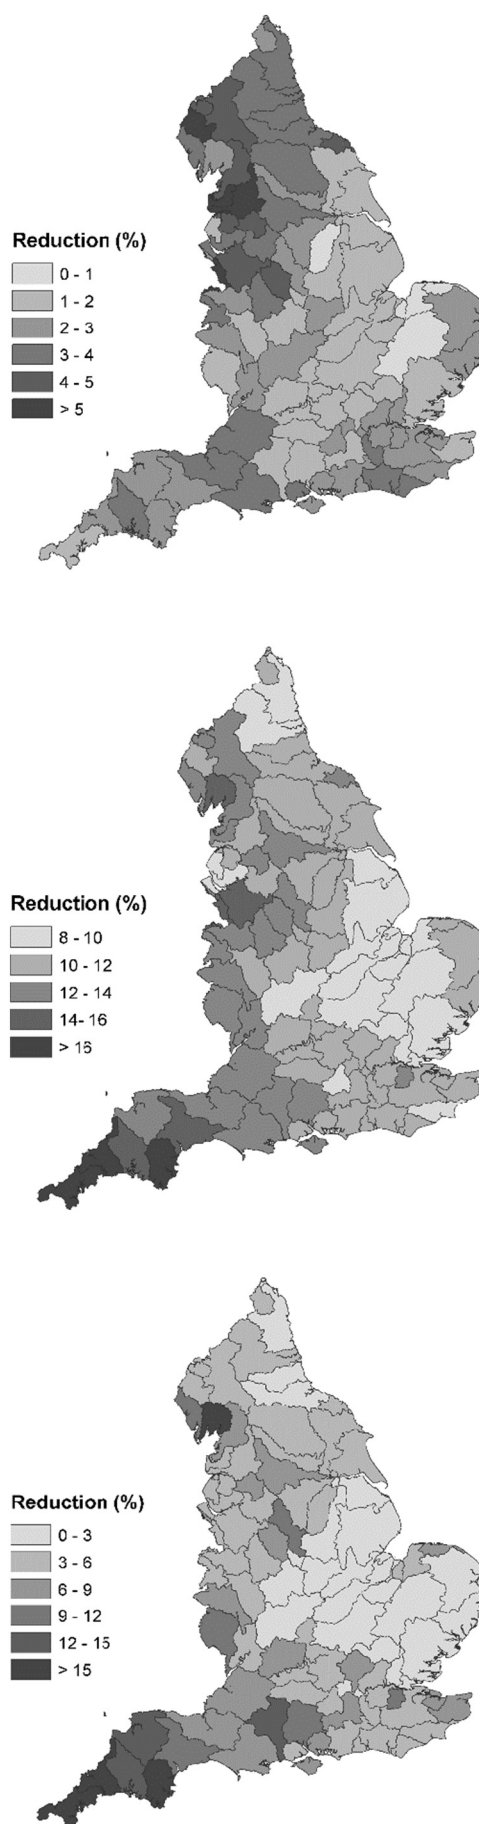 Reduction (%)
0 - 1
1 - 2
2 - 3
3 - 4
4 - 5
> 5
Reduction (%)
8 - 10
10 - 12
12 - 14
14- 16
> 16
Reduction (%)
0 - 3
3 - 6
6 - 9
9 - 12
12 - 15
> 15